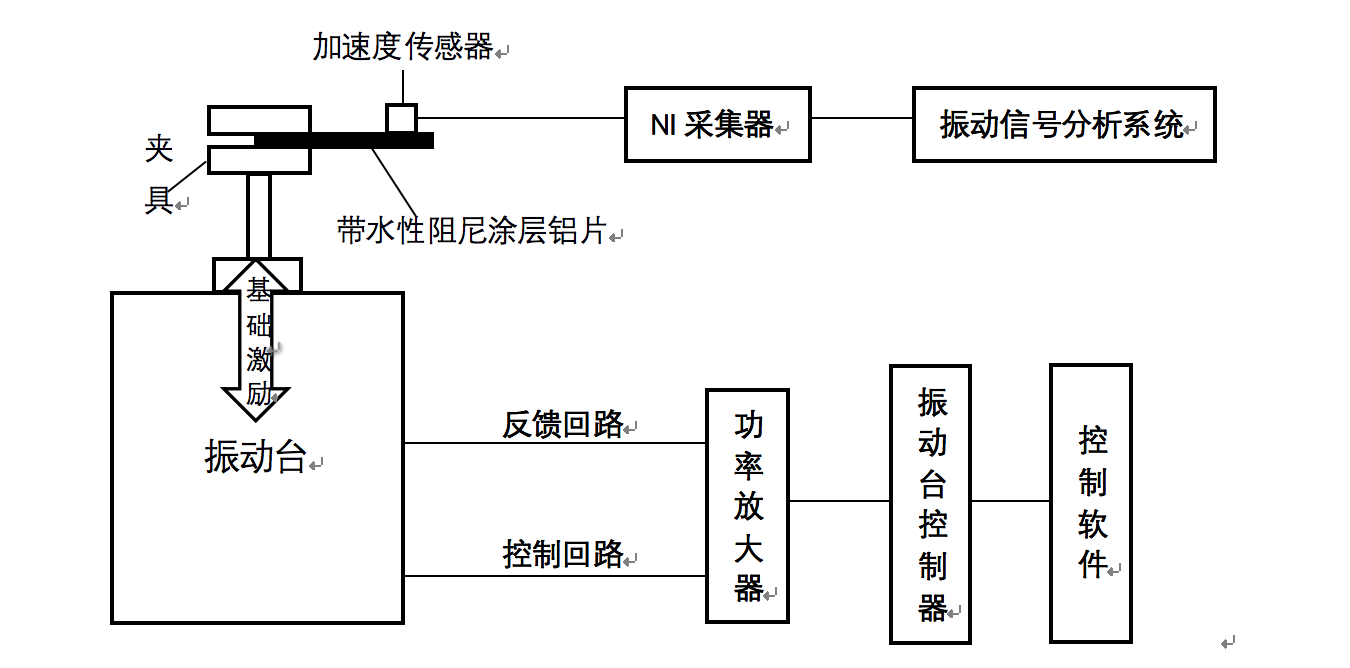 加速度传感器
NI 采集器
振动信号分析系统
夹
具
带水性阻尼涂层铝片
基
础
激
励
振动台
反馈回路
控制回路
功
率
放
大
器
振
动
台
控
制
器
控
制
软
件